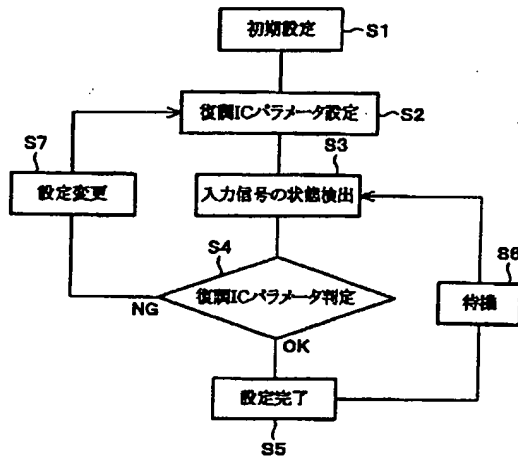 初期設定
S1
復調ICパラメータ設定
S2
S7
設定変更
S3
入力信号の状態検出
S4
復調ICパラメータ判定
NG
OK
S6
待機
設定完了
S5